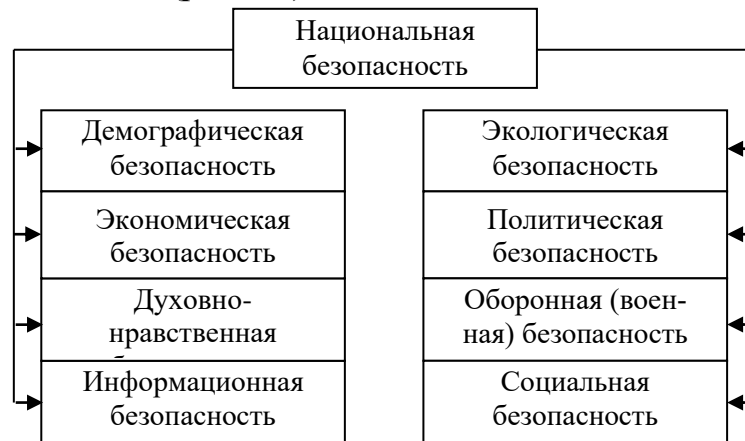 Национальная
безопасность
Демографическая
безопасность
Экономическая
безопасность
Духовно-
нравственная
Информационная
безопасность
Экологическая
безопасность
Политическая
безопасность
Оборонная (воен-
ная) безопасность
Социальная
безопасность